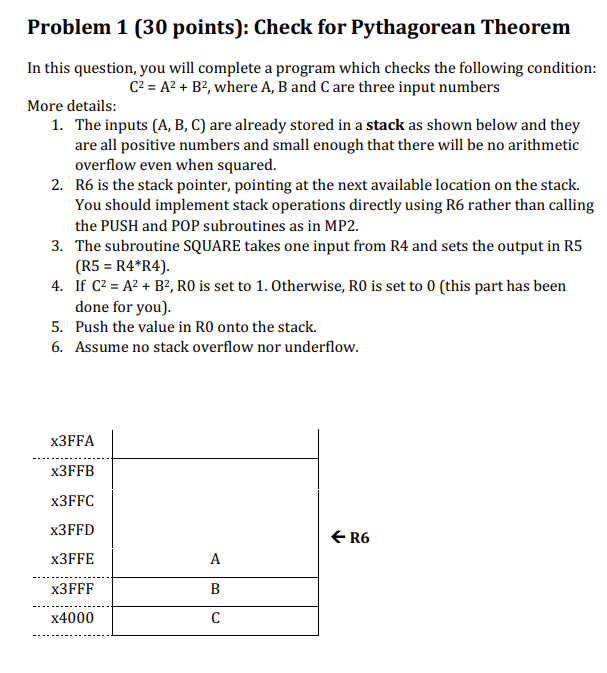 Problem 1 (30 points): Check for Pythagorean Theorem
In this question, you will complete a program which checks the following condition:
C² = A² + B², where A, B and C are three input numbers
More details:
1. The inputs (A, B, C) are already stored in a stack as shown below and they
are all positive numbers and small enough that there will be no arithmetic
overflow even when squared.
2. R6 is the stack pointer, pointing at the next available location on the stack.
You should implement stack operations directly using R6 rather than calling
the PUSH and POP subroutines as in MP2.
3. The subroutine SQUARE takes one input from R4 and sets the output in R5
(R5 = R4*R4).
4. If C² = A² + B², R0 is set to 1. Otherwise, R0 is set to 0 (this part has been
done for you).
5. Push the value in R0 onto the stack.
6. Assume no stack overflow nor underflow.
x3FFA
x3FFB
x3FFC
x3FFD
← R6
x3FFE A
x3FFF B
x4000 C